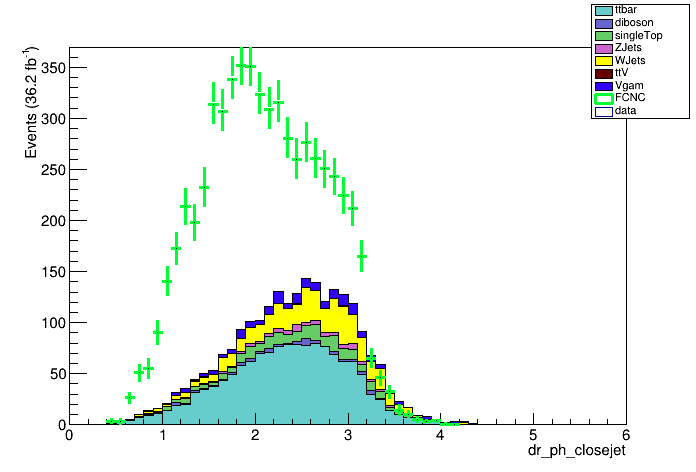 ttbar
diboson
singleTop
ZJets
WJets
ttV
Vgam
FCNC
data
Events (36.2 fb⁻¹)
350
300
250
200
150
100
50
0
0 1 2 3 4 5 6
dr_ph_closejet